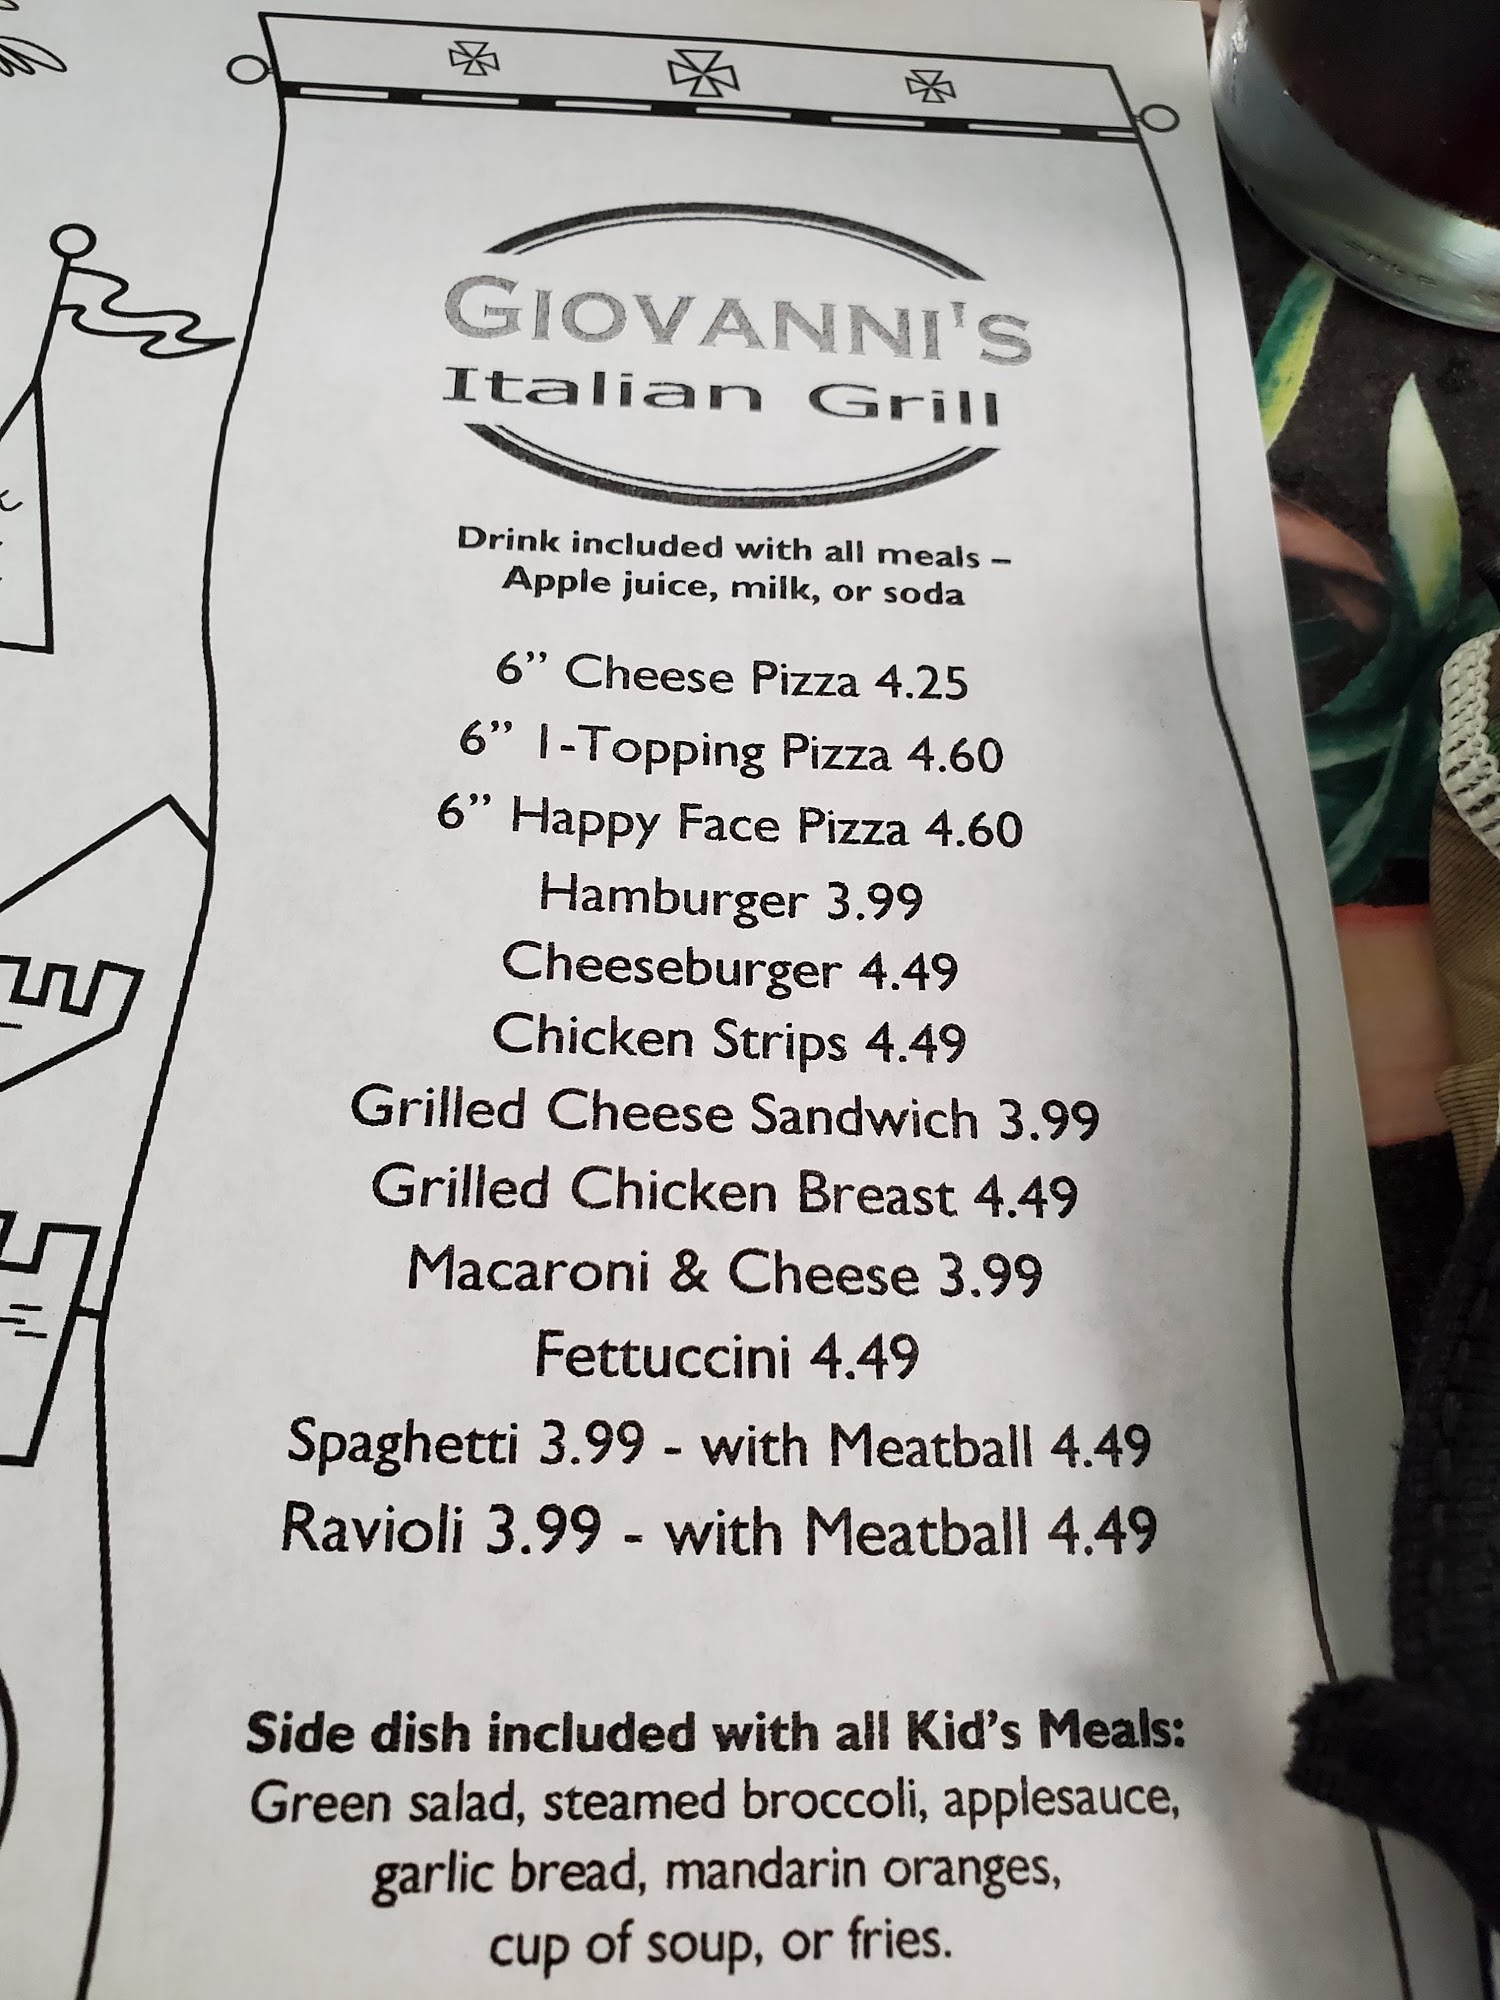 GIOVANNI'S
Italian Grill
Drink included with all meals –
Apple juice, milk, or soda
6” Cheese Pizza 4.25
6” 1-Topping Pizza 4.60
6” Happy Face Pizza 4.60
Hamburger 3.99
Cheeseburger 4.49
Chicken Strips 4.49
Grilled Cheese Sandwich 3.99
Grilled Chicken Breast 4.49
Macaroni & Cheese 3.99
Fettuccini 4.49
Spaghetti 3.99 - with Meatball 4.49
Ravioli 3.99 - with Meatball 4.49
Side dish included with all Kid’s Meals:
Green salad, steamed broccoli, applesauce,
garlic bread, mandarin oranges,
cup of soup, or fries.